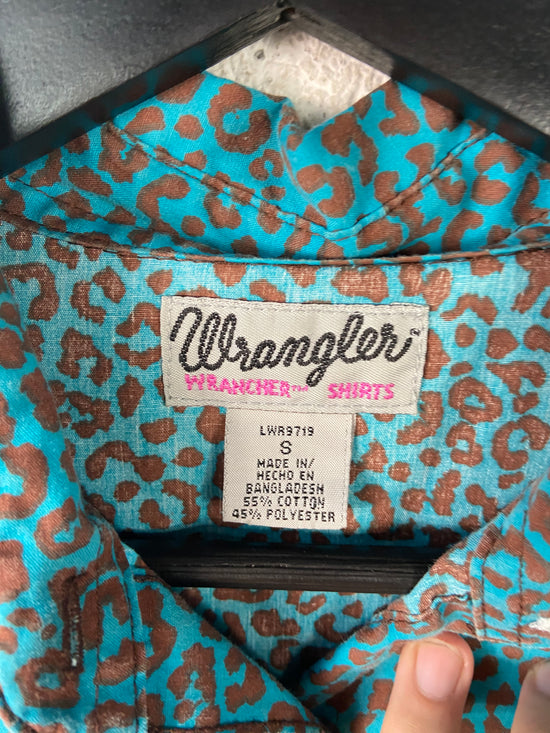 Wrangler®
WRANCHER™ SHIRTS
LWR9719
S
MADE IN/
HECHO EN
BANGLADESH
55% COTTON
45% POLYESTER